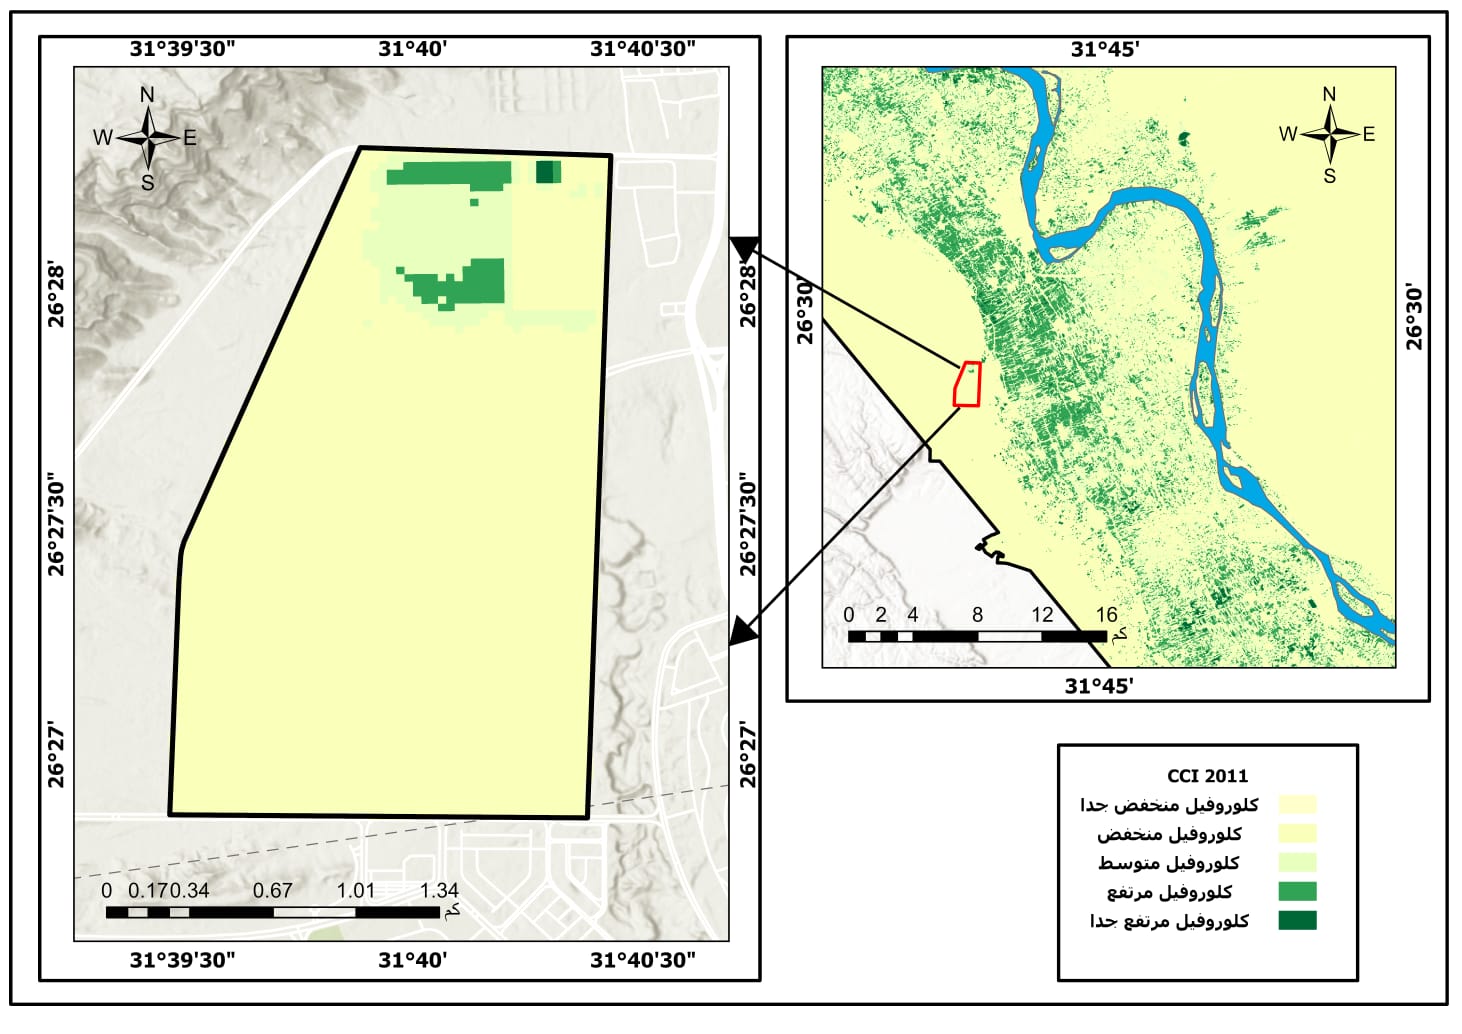 31°39'30" 31°40' 31°40'30"
N
W E
S
26°28' 26°28'
26°27'30" 26°27'30"
26°27' 26°27'
0 0.17 0.34 0.67 1.01 1.34
كم
31°39'30" 31°40' 31°40'30"
31°45'
N
W E
S
26°30' 26°30'
0 2 4 8 12 16
كم
31°45'
CCI 2011
كلوروفيل منخفض جدا
كلوروفيل منخفض
كلوروفيل متوسط
كلوروفيل مرتفع
كلوروفيل مرتفع جدا